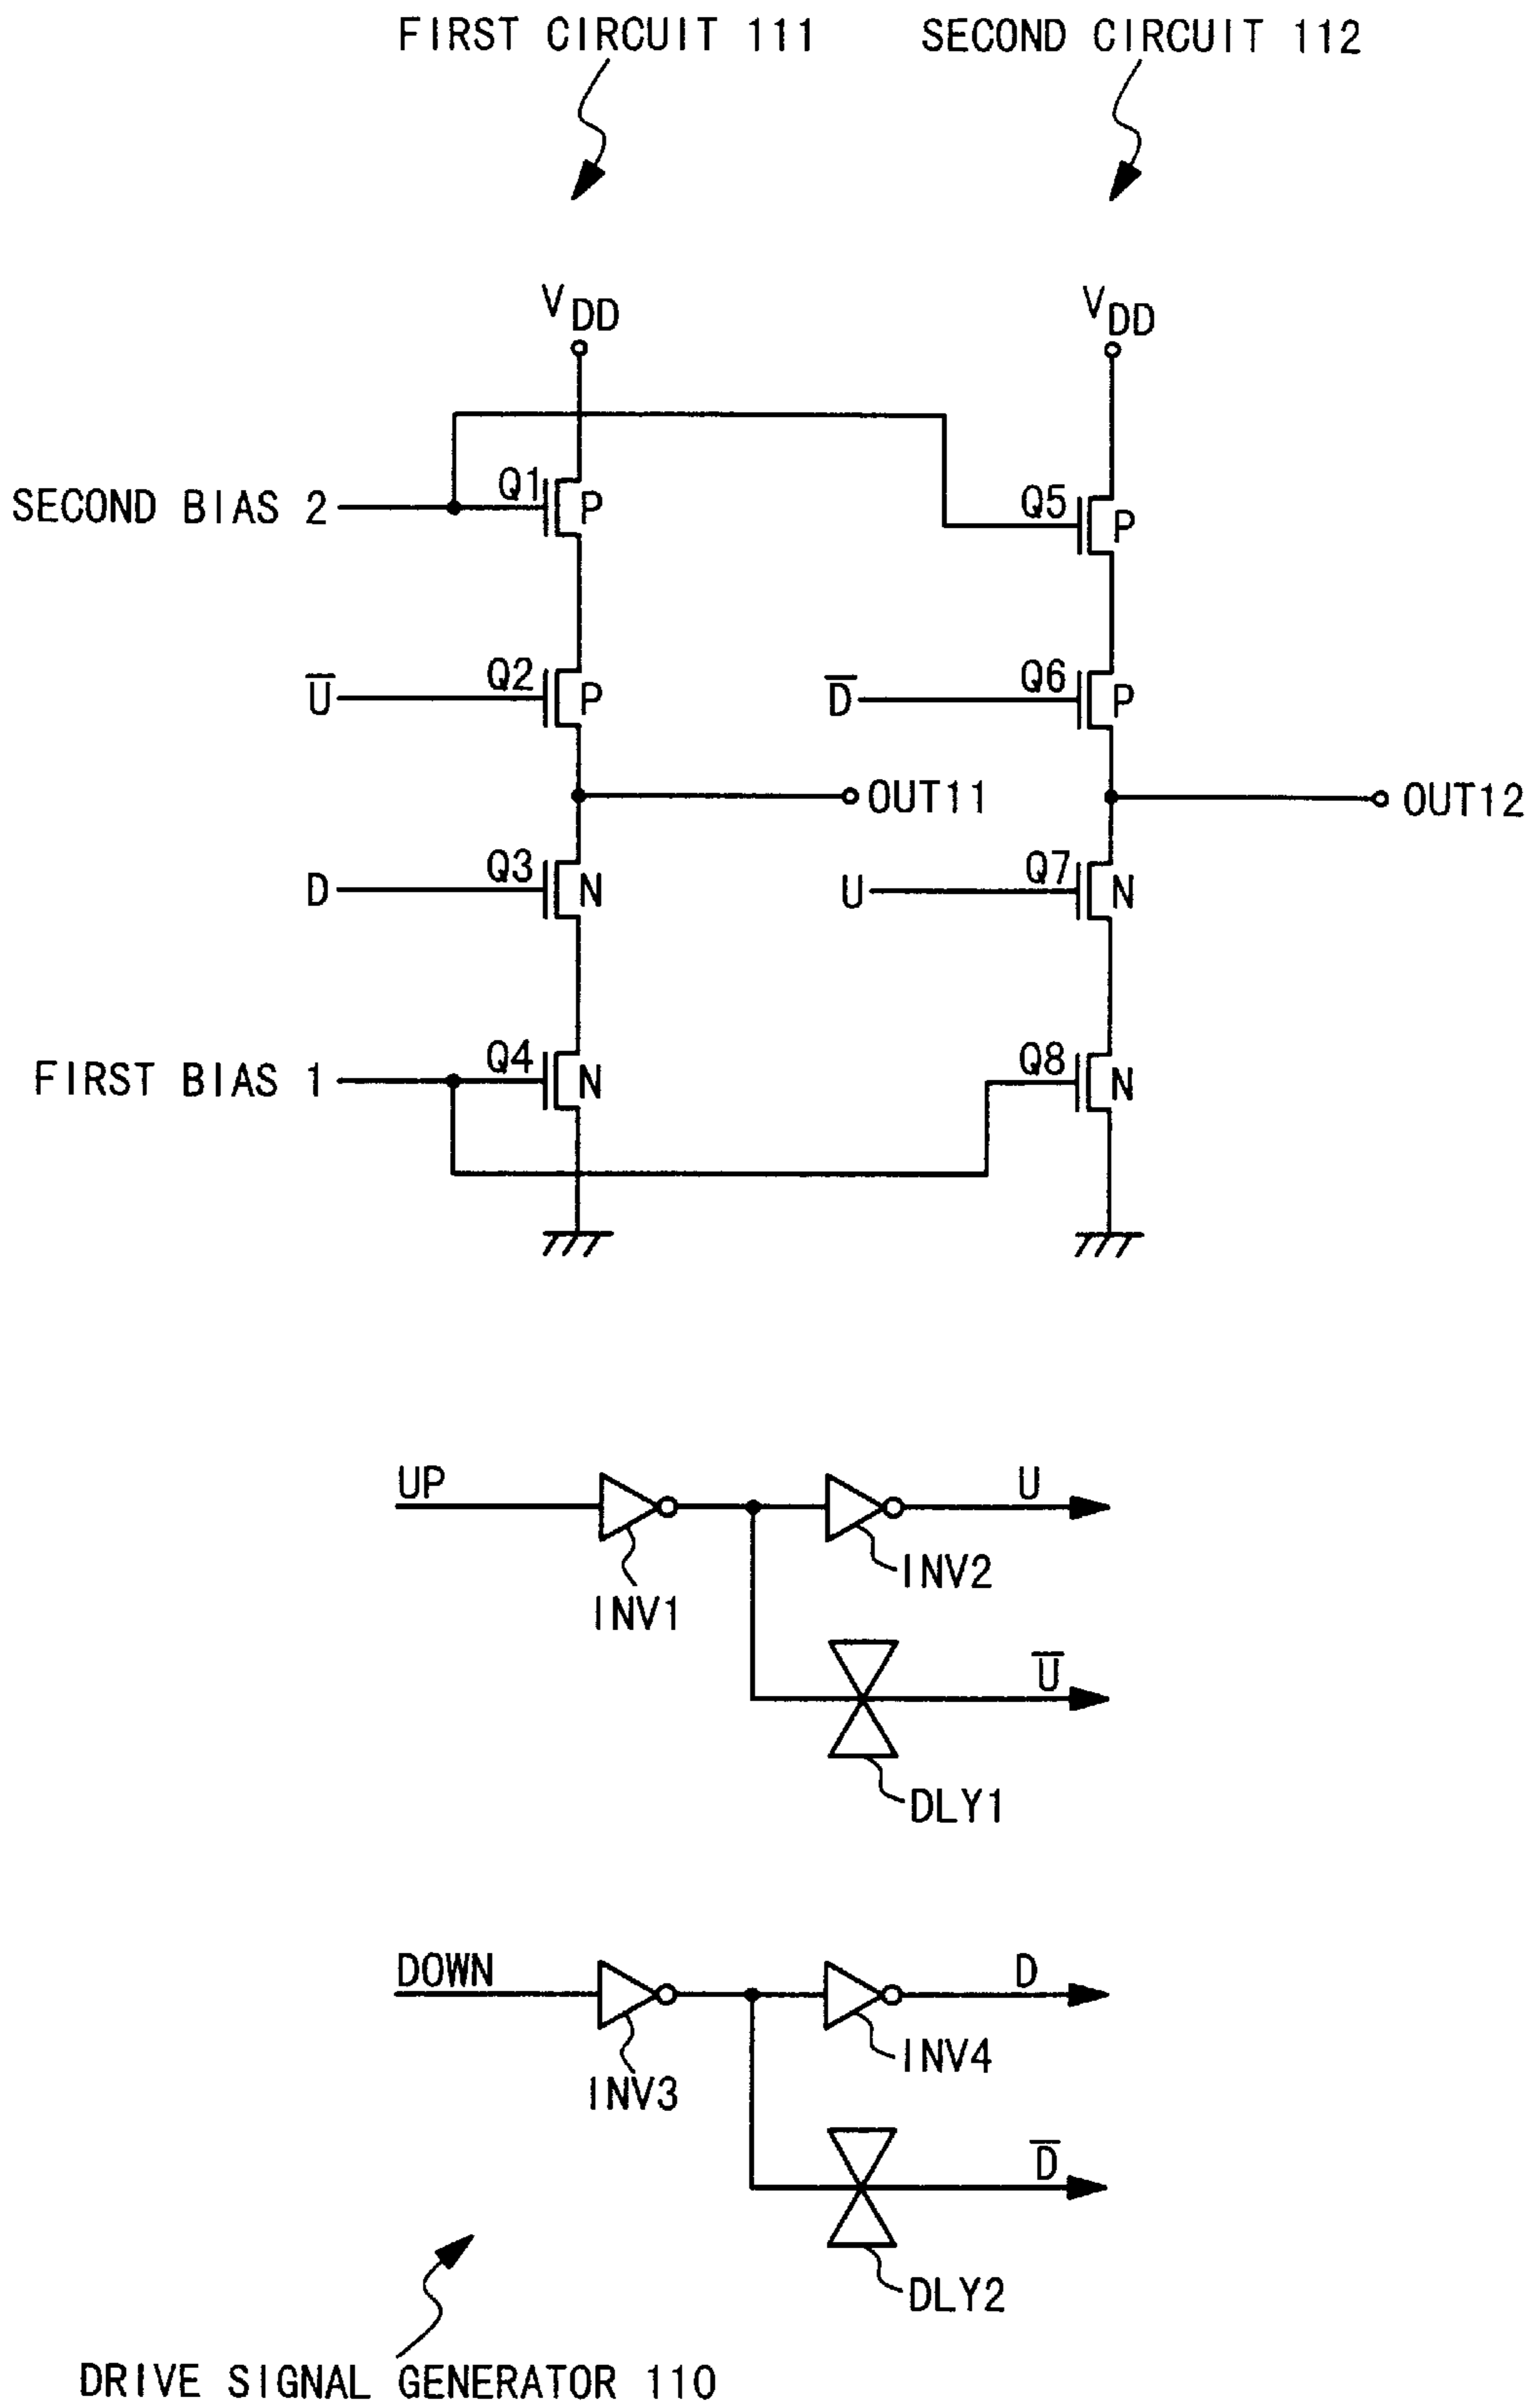 FIRST CIRCUIT 111
SECOND CIRCUIT 112
VDD
VDD
SECOND BIAS 2
Q1
P
Q5
P
U̅
Q2
P
D̅
Q6
P
OUT11
OUT12
D
Q3
N
U
Q7
N
FIRST BIAS 1
Q4
N
Q8
N
UP
U
INV1
INV2
U̅
DLY1
DOWN
D
INV3
INV4
D̅
DLY2
DRIVE SIGNAL GENERATOR 110